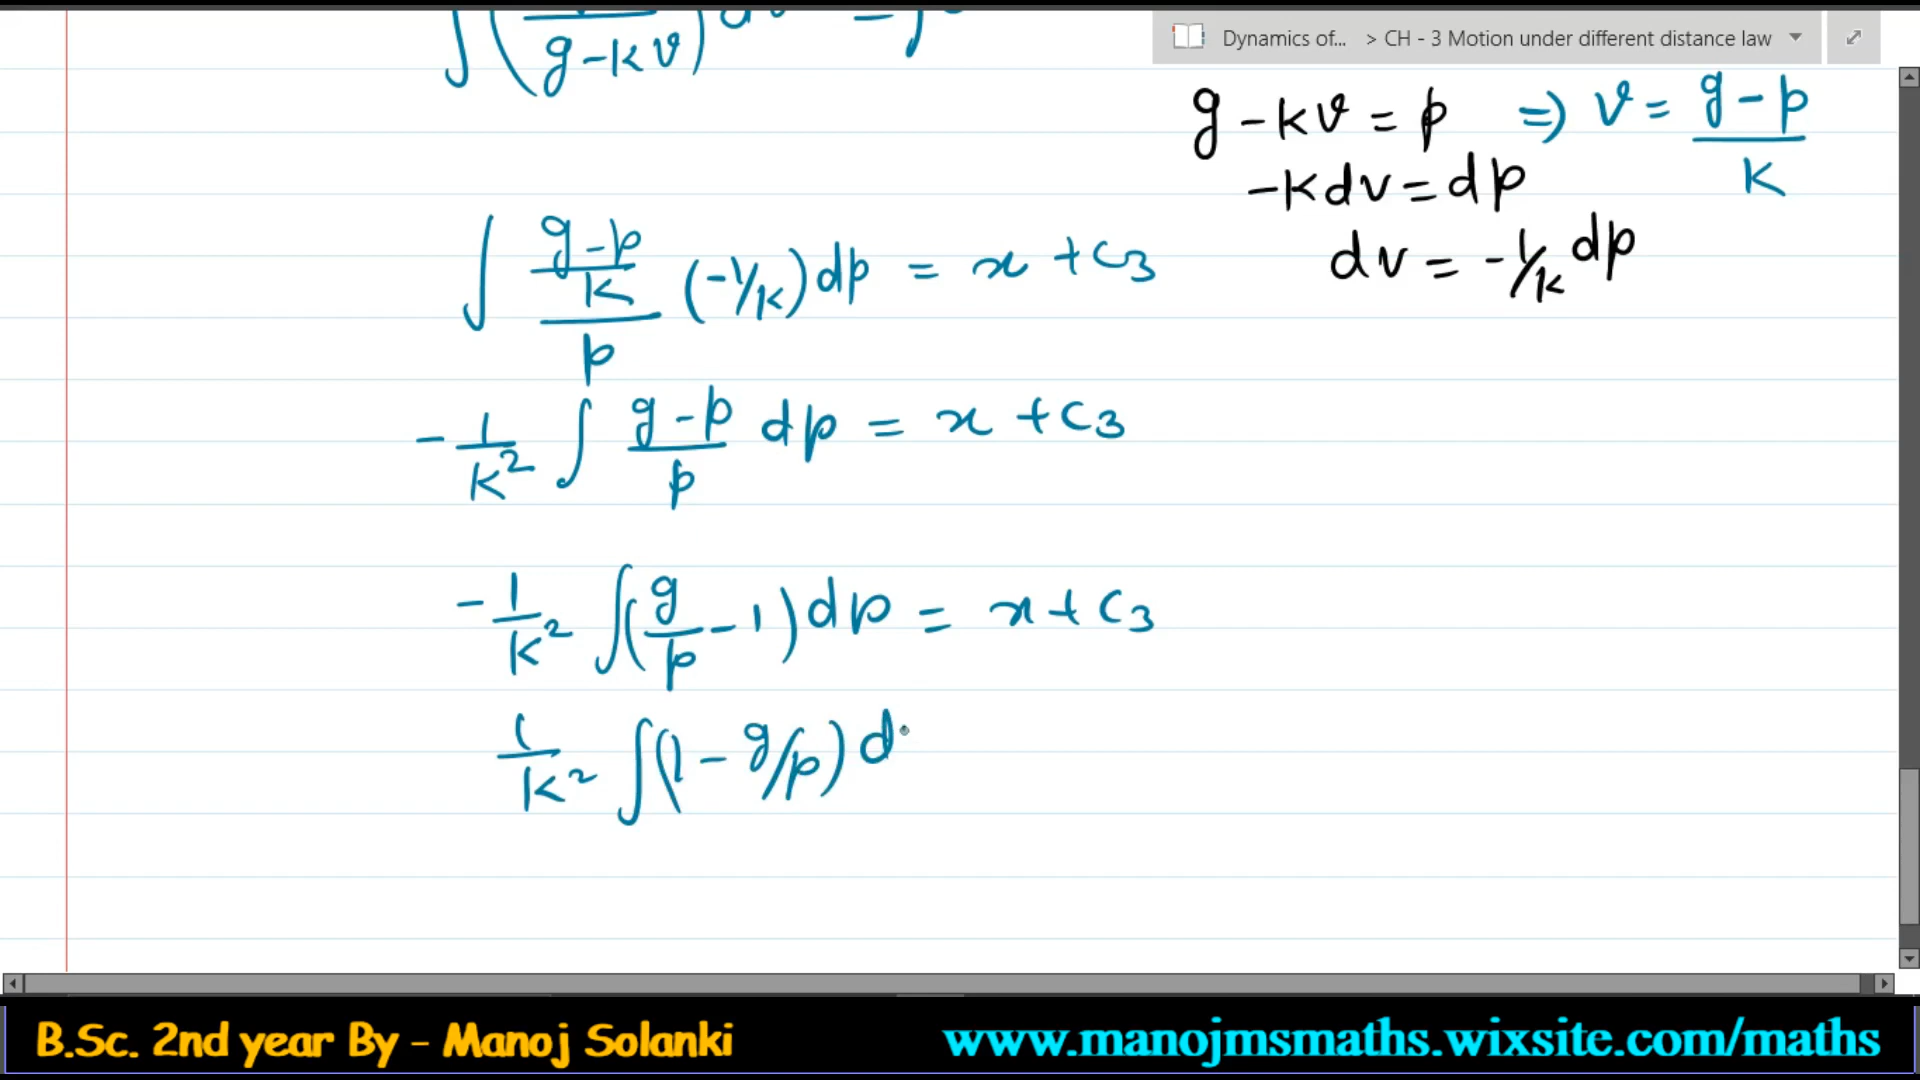 Dynamics of... > CH - 3 Motion under different distance law
g - kv
g - kv = p ⇒ v = (g - p)/k
-k dv = dp
dv = -1/k dp
∫ ((g - p)/k)/p (-1/k) dp = x + c₃
-1/k² ∫ (g - p)/p dp = x + c₃
-1/k² ∫ (g/p - 1) dp = x + c₃
1/k² ∫ (1 - g/p) d
B.Sc. 2nd year By - Manoj Solanki
www.manojmsmaths.wixsite.com/maths